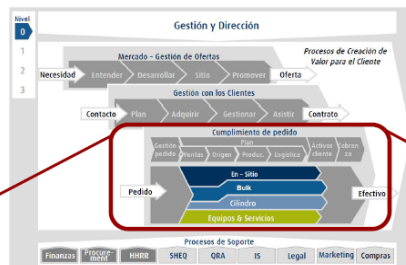 Nivel
0
1
2
3
Gestión y Dirección
Procesos de Creación de
Valor para el Cliente
Mercado - Gestión de Ofertas
Necesidad Entender Desarrollar Sitio Promover Oferta
Gestión con los Clientes
Contacto Plan Adquirir Gestionar Asistir Contrato
Cumplimiento de pedido
Gestión
pedido
Plan
Ventas Origen Produc. Logística
Activos
cliente
Cobran
zas
Pedido
En - Sitio
Bulk
Cilindro
Equipos & Servicios
Efectivo
Procesos de Soporte
Finanzas Procure-
ment HHRR SHEQ QRA IS Legal Marketing Compras